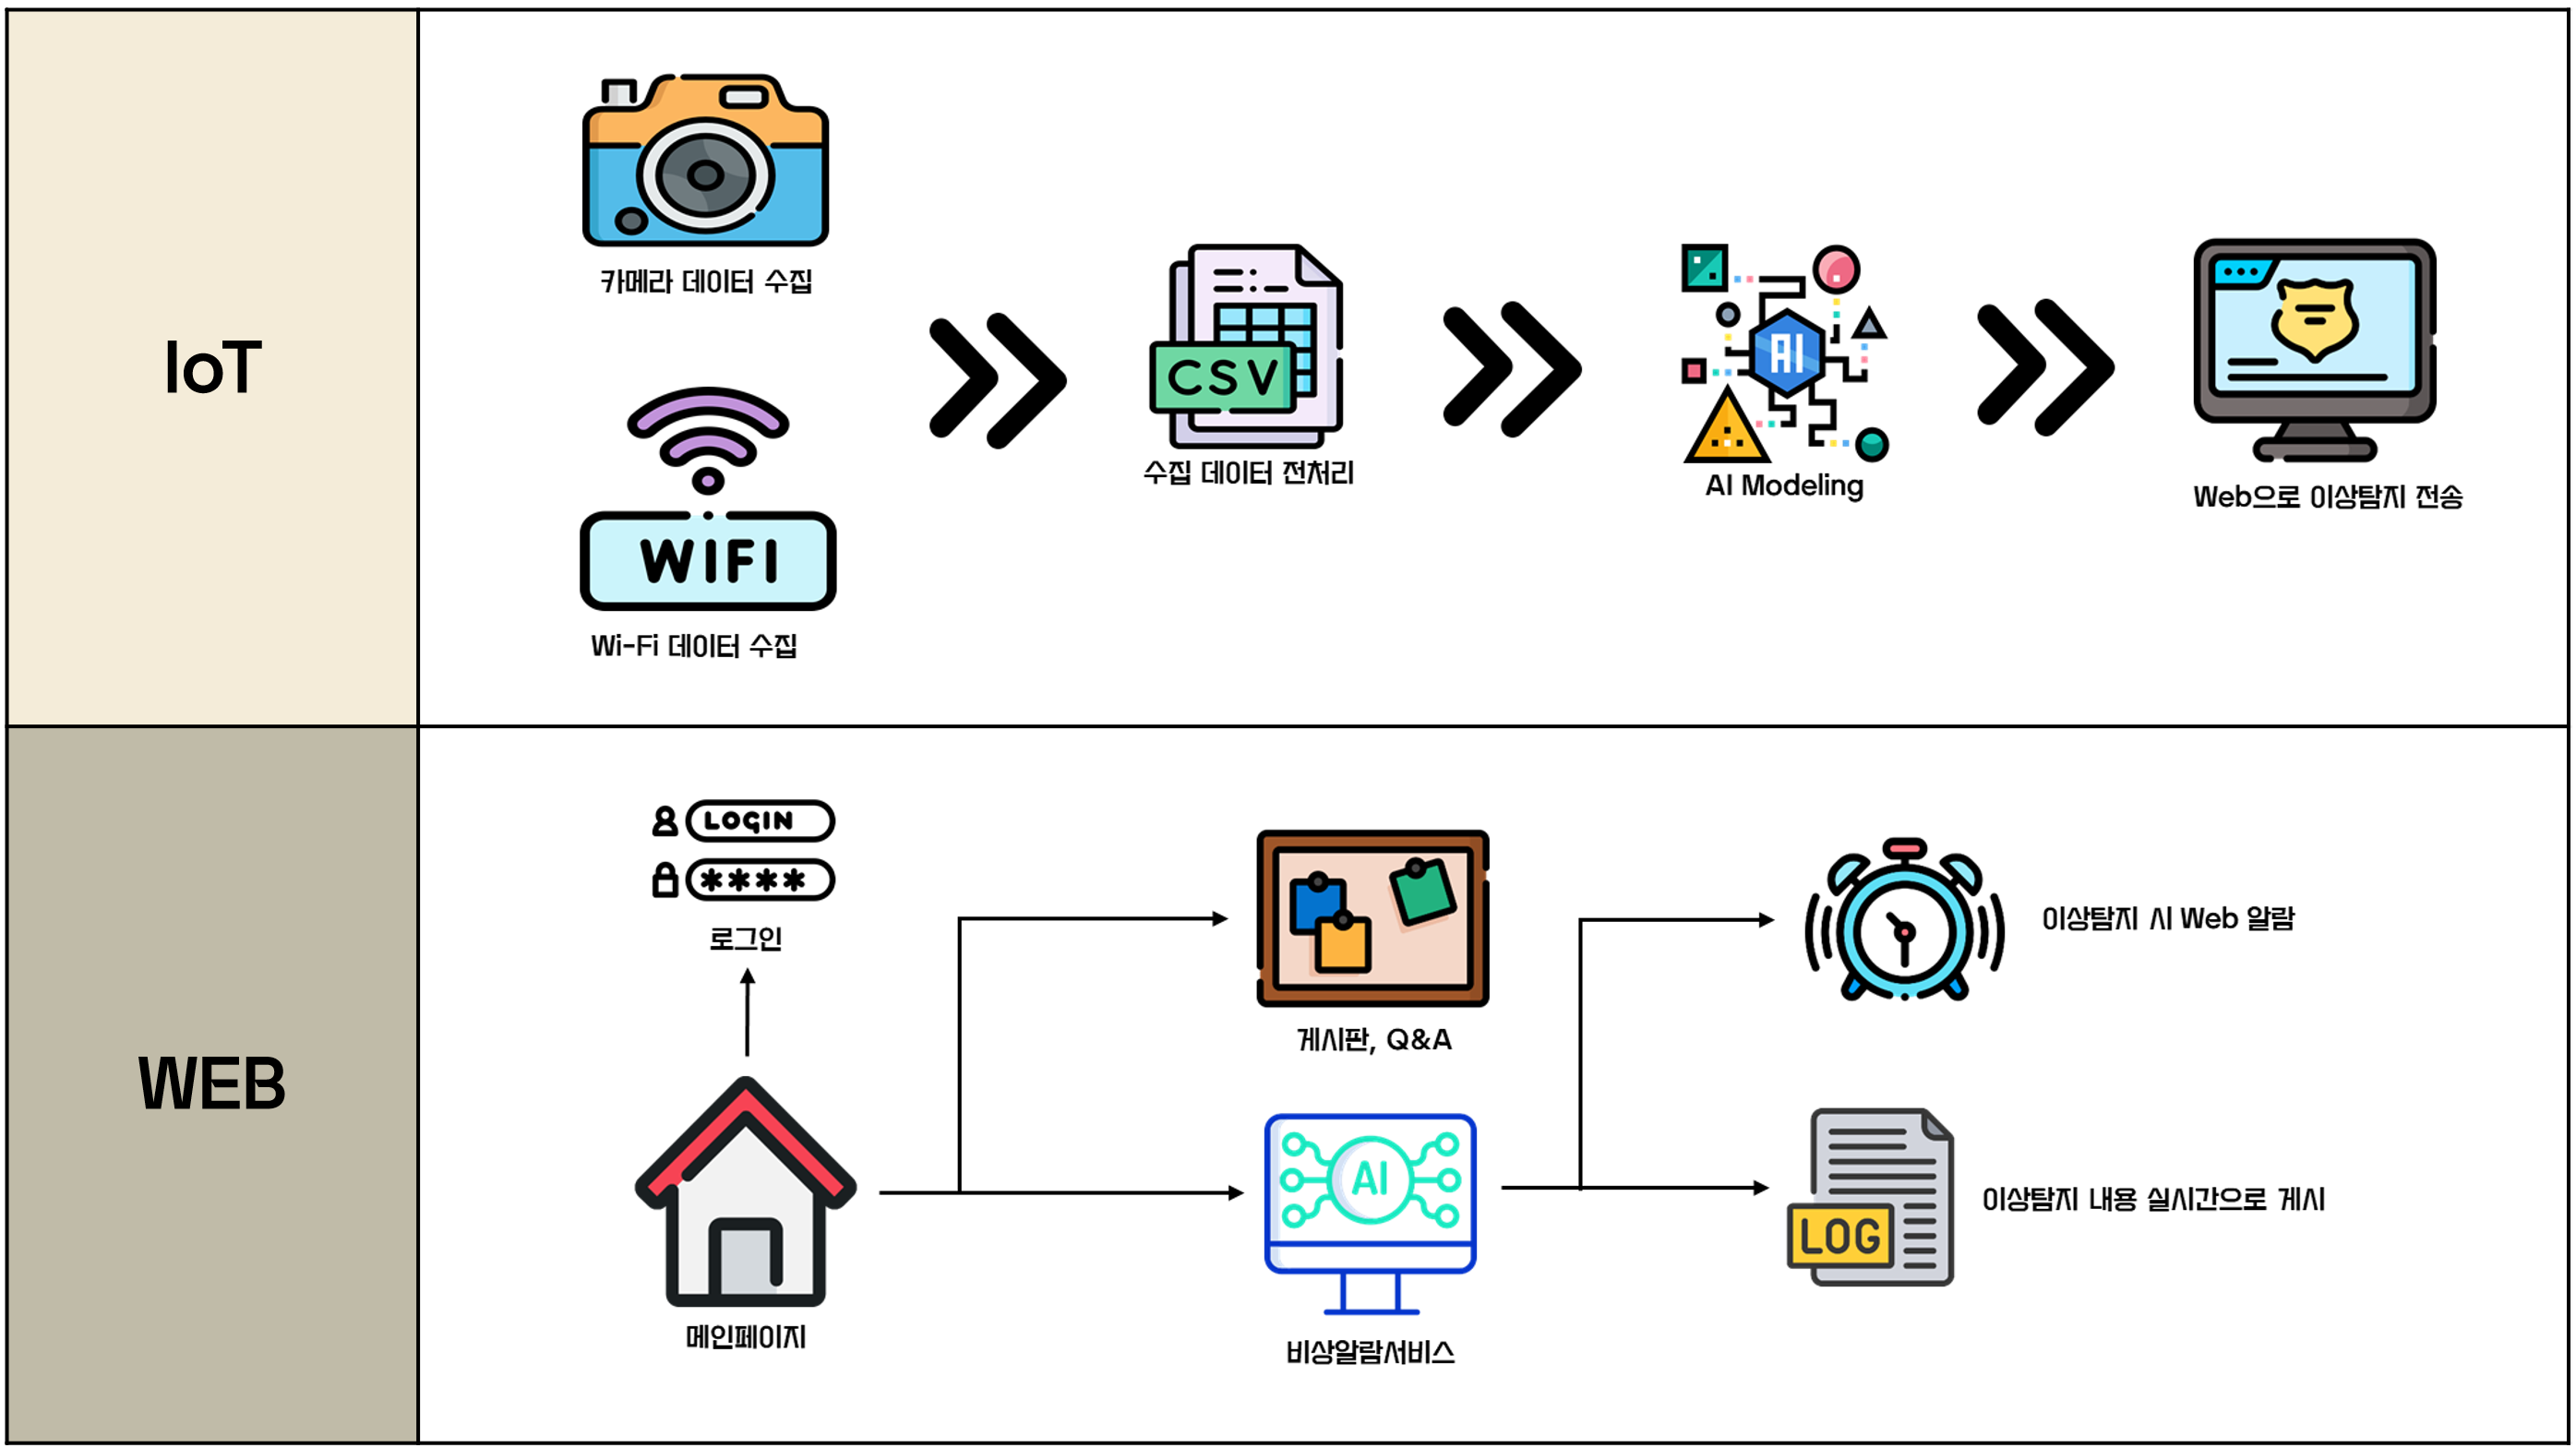 IoT
카메라 데이터 수집
WIFI
Wi-Fi 데이터 수집
CSV
수집 데이터 전처리
AI
AI Modeling
Web으로 이상탐지 전송
WEB
LOGIN
****
로그인
메인페이지
게시판, Q&A
AI
비상알람서비스
이상탐지 시 Web 알람
LOG
이상탐지 내용 실시간으로 게시